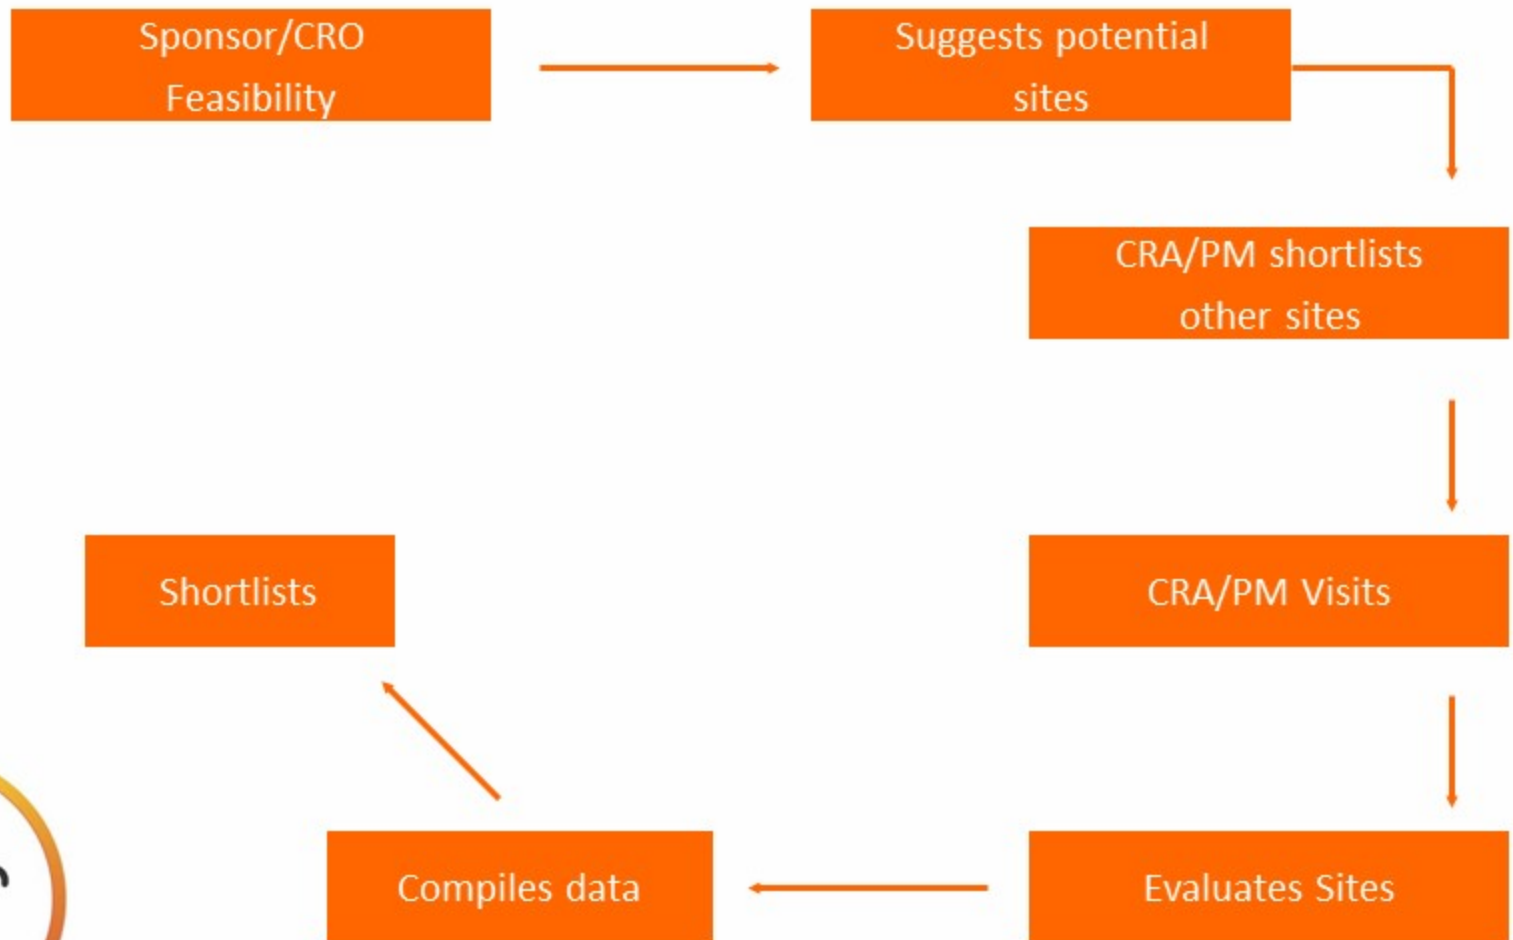 Sponsor/CRO
Feasibility
Suggests potential
sites
CRA/PM shortlists
other sites
CRA/PM Visits
Evaluates Sites
Compiles data
Shortlists